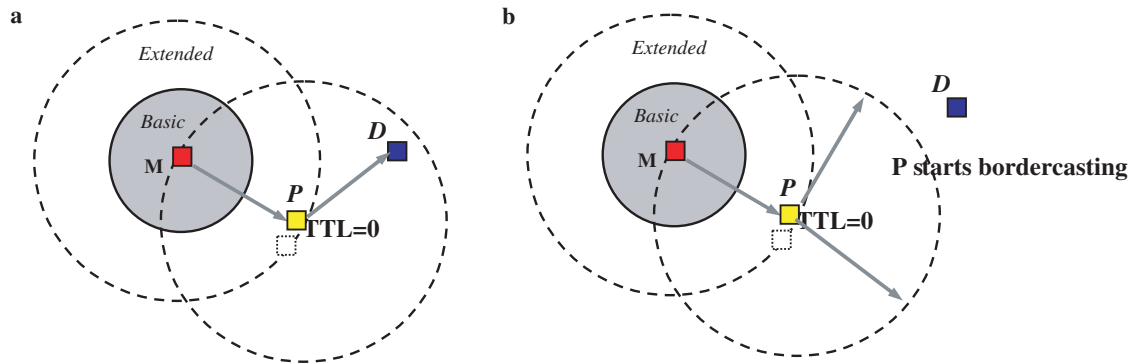 a
Extended
Basic
M
P
D
TTL=0
b
Extended
Basic
M
P
D
TTL=0
P starts bordercasting